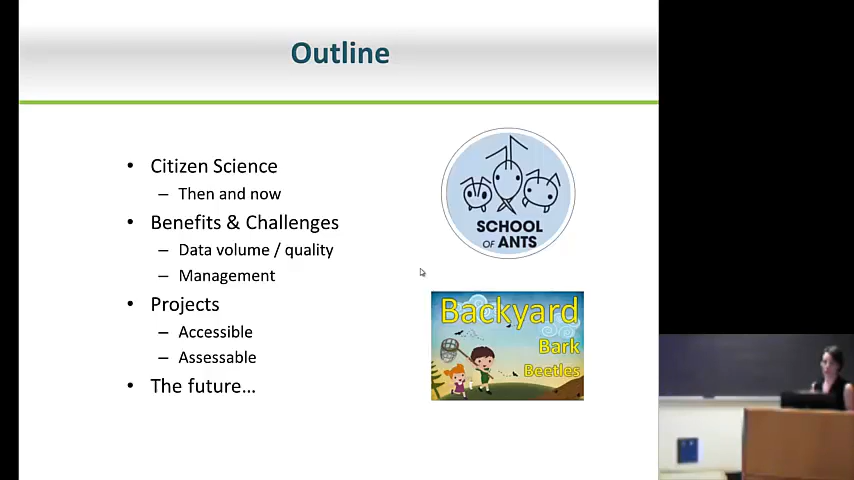 Outline
• Citizen Science
– Then and now
• Benefits & Challenges
– Data volume / quality
– Management
• Projects
– Accessible
– Assessable
• The future…
SCHOOL
OF ANTS
Backyard
Bark
Beetles